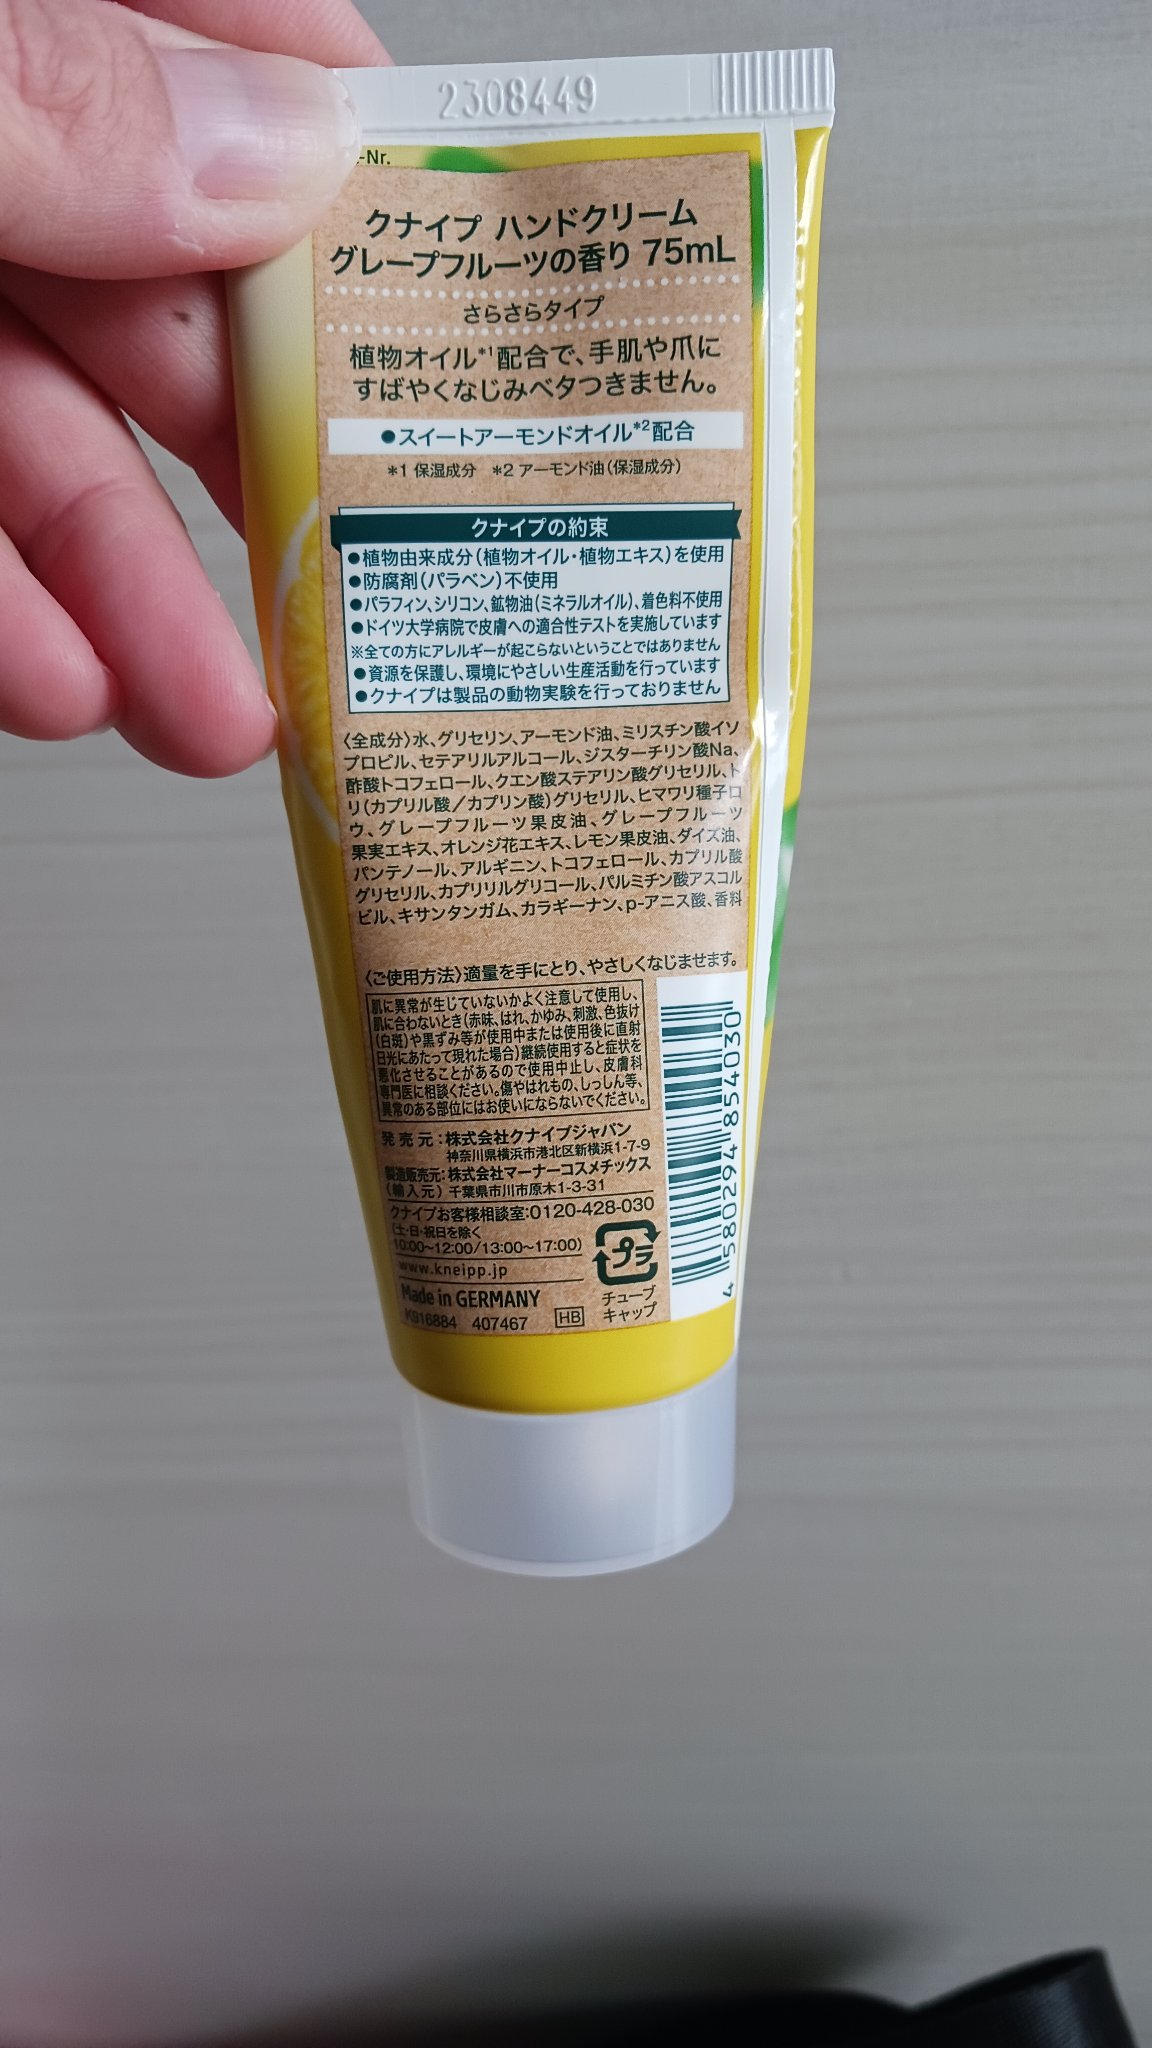 2308449
-Nr.
クナイプ ハンドクリーム
グレープフルーツの香り 75mL
さらさらタイプ
植物オイル*1配合で、手肌や爪に
すばやくなじみベタつきません。
●スイートアーモンドオイル*2配合
*1 保湿成分 *2 アーモンド油(保湿成分)
クナイプの約束
●植物由来成分(植物オイル・植物エキス)を使用
●防腐剤(パラベン)不使用
●パラフィン、シリコン、鉱物油(ミネラルオイル)、着色料不使用
●ドイツ大学病院で皮膚への適合性テストを実施しています
※全ての方にアレルギーが起こらないということではありません
●資源を保護し、環境にやさしい生産活動を行っています
●クナイプは製品の動物実験を行っておりません
〈全成分〉水、グリセリン、アーモンド油、ミリスチン酸イソ
プロピル、セテアリルアルコール、ジステアチリン酸Na、
酢酸トコフェロール、クエン酸ステアリン酸グリセリル、ト
リ(カプリル酸/カプリン酸)グリセリル、ヒマワリ種子ロ
ウ、グレープフルーツ果皮油、グレープフルーツ
果実エキス、オレンジ花エキス、レモン果皮油、ダイズ油、
パンテノール、アルギニン、トコフェロール、カプリル酸
グリセリル、カプリリルグリコール、パルミチン酸アスコル
ビル、キサンタンガム、カラギーナン、p-アニス酸、香料
〈ご使用方法〉適量を手にとり、やさしくなじませます。
肌に異常が生じていないかよく注意して使用し、
肌に合わないとき(赤味、はれ、かゆみ、刺激、色抜け
(白斑)や黒ずみ等が使用中または使用後に直射
日光にあたって現れた場合)継続使用すると症状を
悪化させることがあるので使用中止し、皮膚科
専門医に相談ください。傷やはれもの、しっしん等、
異常のある部位にはお使いにならないでください。
発売元:株式会社クナイプジャパン
神奈川県横浜市港北区新横浜1-7-9
製造販売元:株式会社マーナーコスメチックス
(輸入元) 千葉県市川市原木1-3-31
クナイプお客様相談室:0120-428-030
(土・日・祝日を除く
10:00~12:00/13:00~17:00)
www.kneipp.jp
Made in GERMANY
K916884 407467 HB
プラ
チューブ
キャップ
4 580294 854030